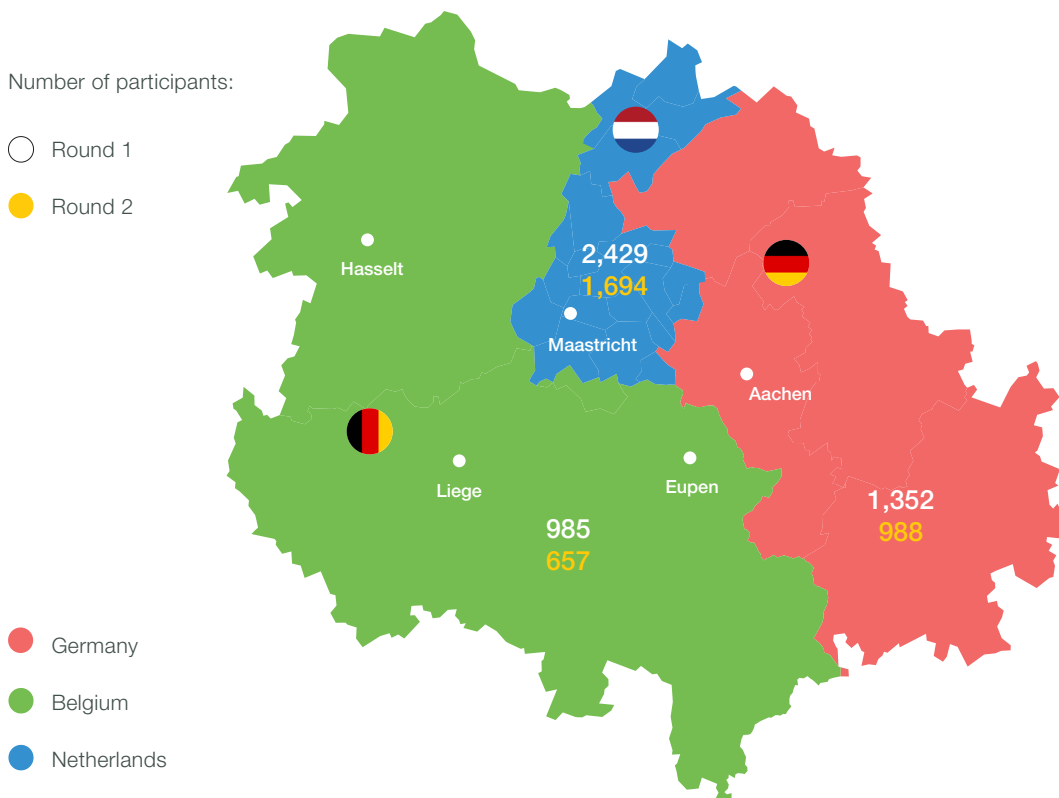 Number of participants:
Round 1
Round 2
Hasselt
2,429
1,694
Maastricht
Aachen
Liege
Eupen
985
657
1,352
988
Germany
Belgium
Netherlands